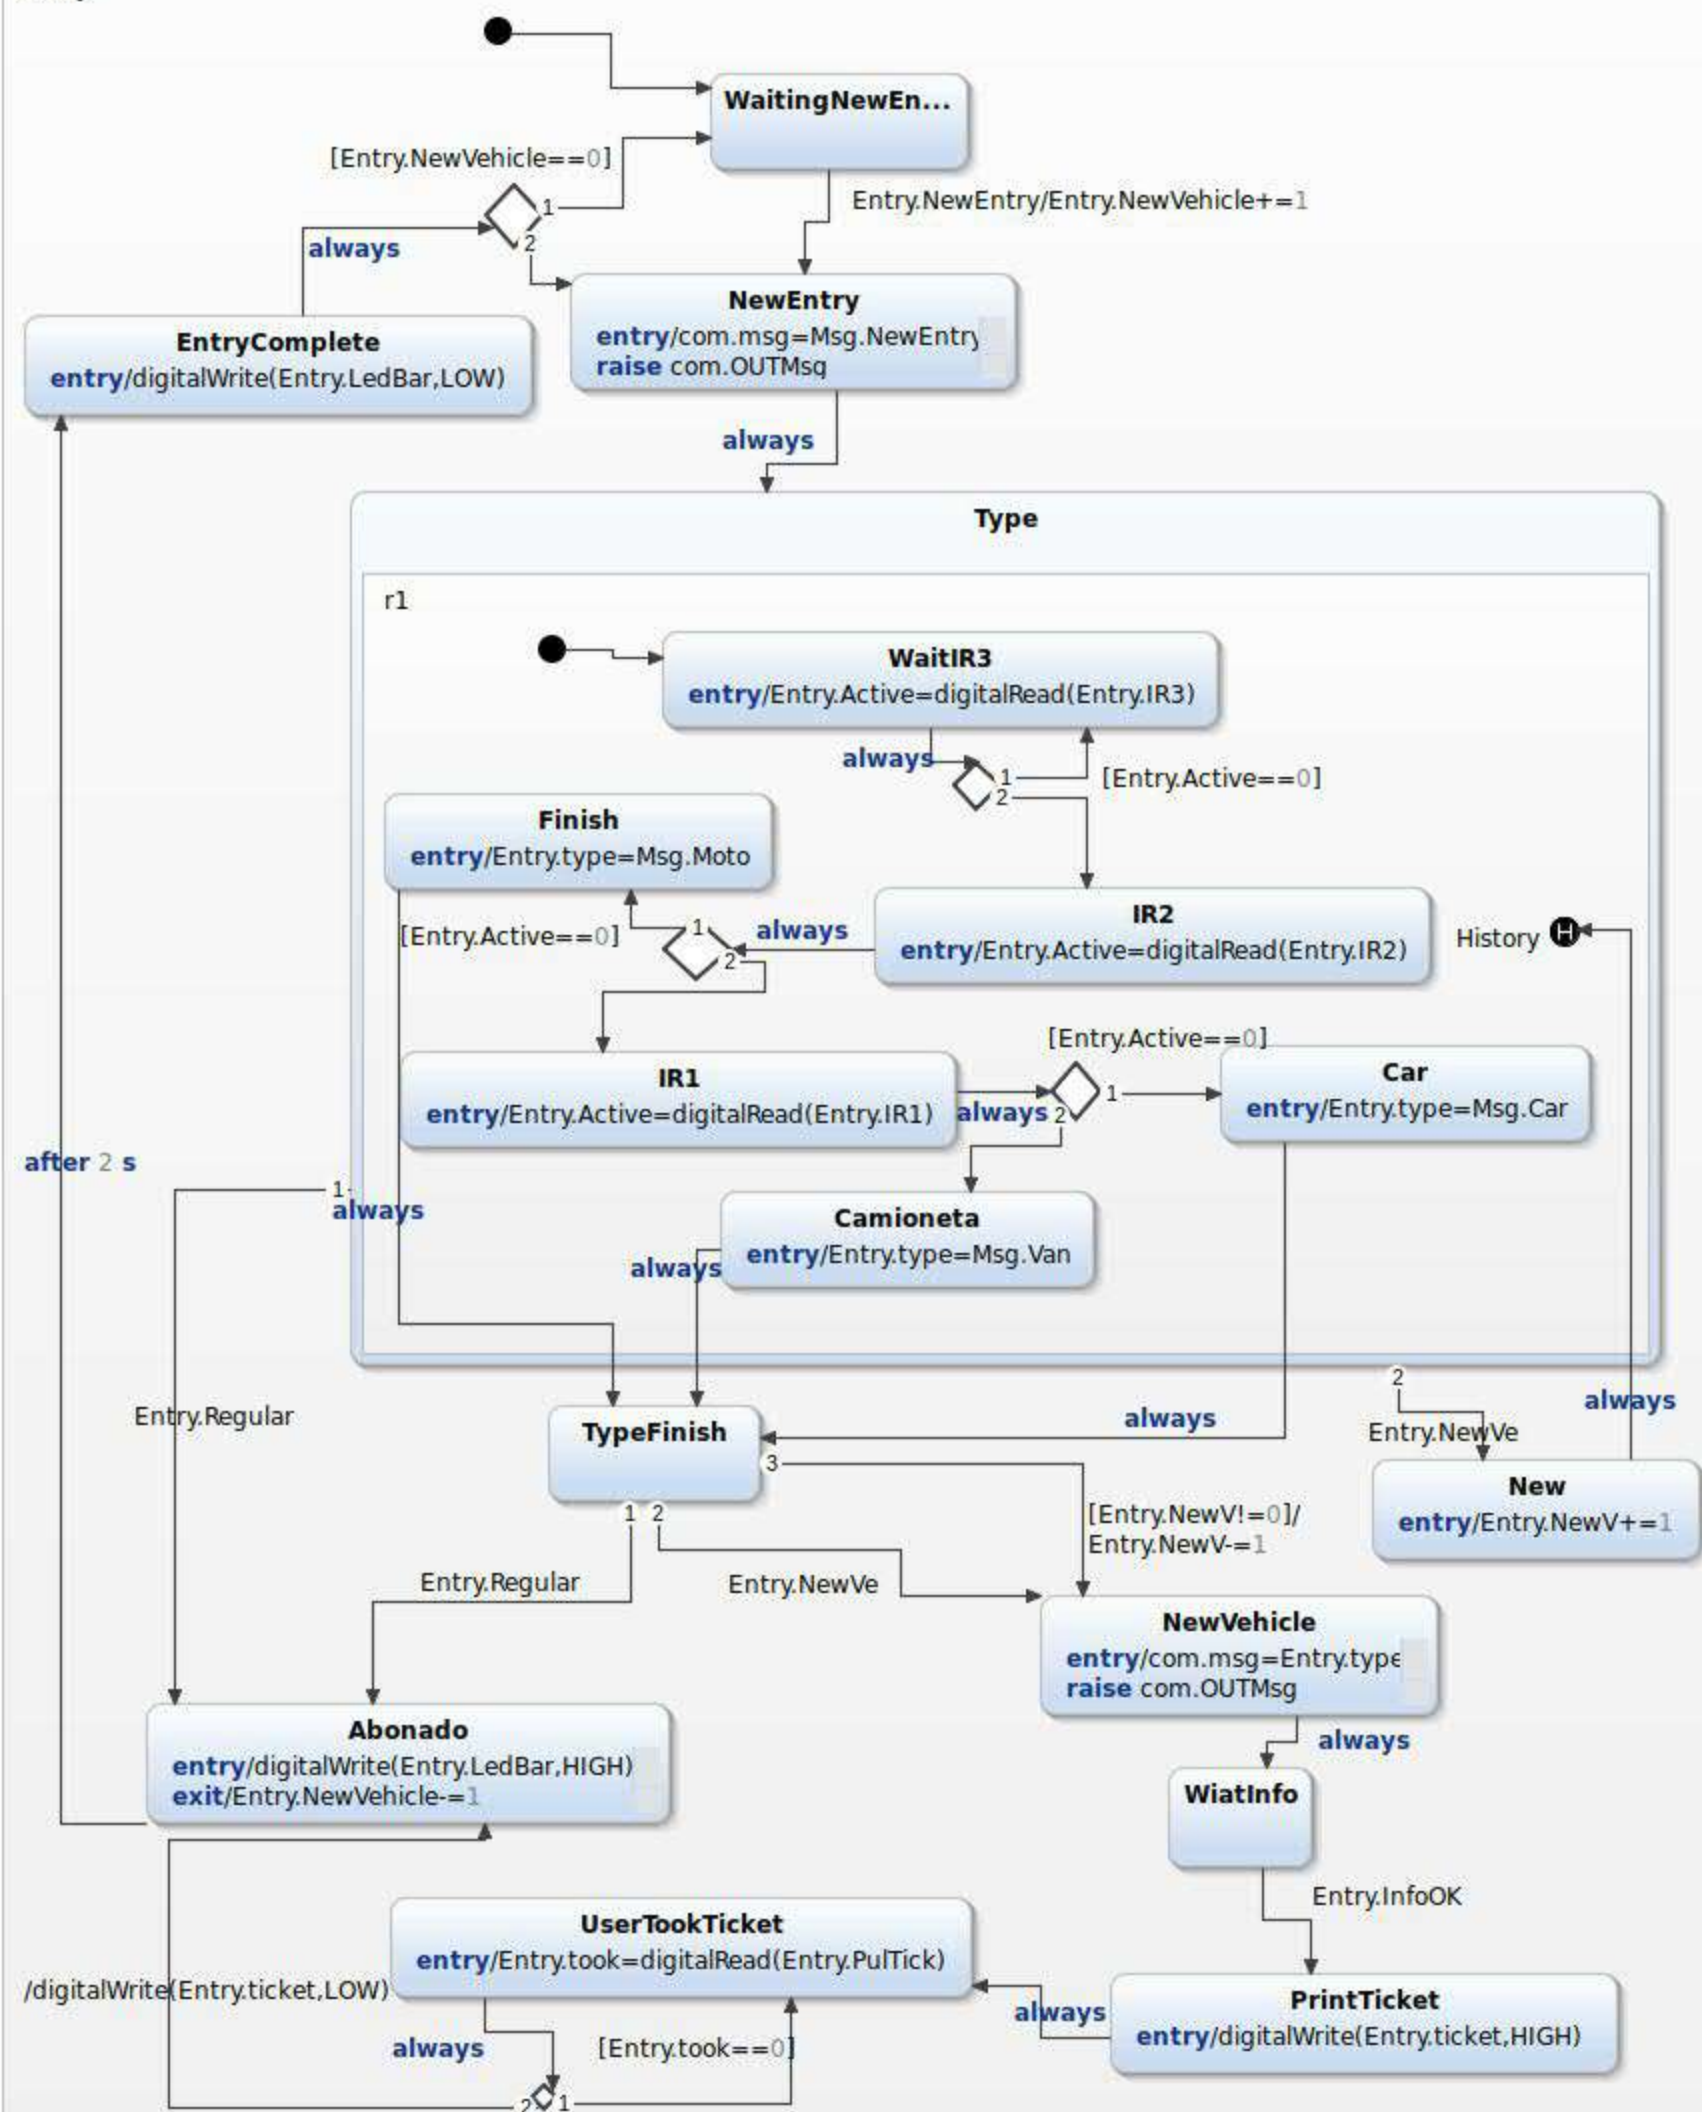 WaitingNewEn...
[Entry.NewVehicle==0]
1
Entry.NewEntry/Entry.NewVehicle+=1
always
2
NewEntry
entry/com.msg=Msg.NewEntry
raise com.OUTMsg
EntryComplete
entry/digitalWrite(Entry.LedBar,LOW)
always
Type
r1
WaitIR3
entry/Entry.Active=digitalRead(Entry.IR3)
always
1
[Entry.Active==0]
2
Finish
entry/Entry.type=Msg.Moto
IR2
entry/Entry.Active=digitalRead(Entry.IR2)
[Entry.Active==0]
1
always
2
History
H
[Entry.Active==0]
IR1
entry/Entry.Active=digitalRead(Entry.IR1)
always
1
2
Car
entry/Entry.type=Msg.Car
after 2 s
1
always
Camioneta
entry/Entry.type=Msg.Van
always
2
always
Entry.Regular
TypeFinish
always
Entry.NewVe
3
New
entry/Entry.NewV+=1
1
2
[Entry.NewV!=0]/
Entry.NewV-=1
Entry.Regular
Entry.NewVe
NewVehicle
entry/com.msg=Entry.type
raise com.OUTMsg
Abonado
entry/digitalWrite(Entry.LedBar,HIGH)
exit/Entry.NewVehicle-=1
always
WiatInfo
Entry.InfoOK
UserTookTicket
entry/Entry.took=digitalRead(Entry.PulTick)
/digitalWrite(Entry.ticket,LOW)
always
PrintTicket
entry/digitalWrite(Entry.ticket,HIGH)
always
[Entry.took==0]
2
1